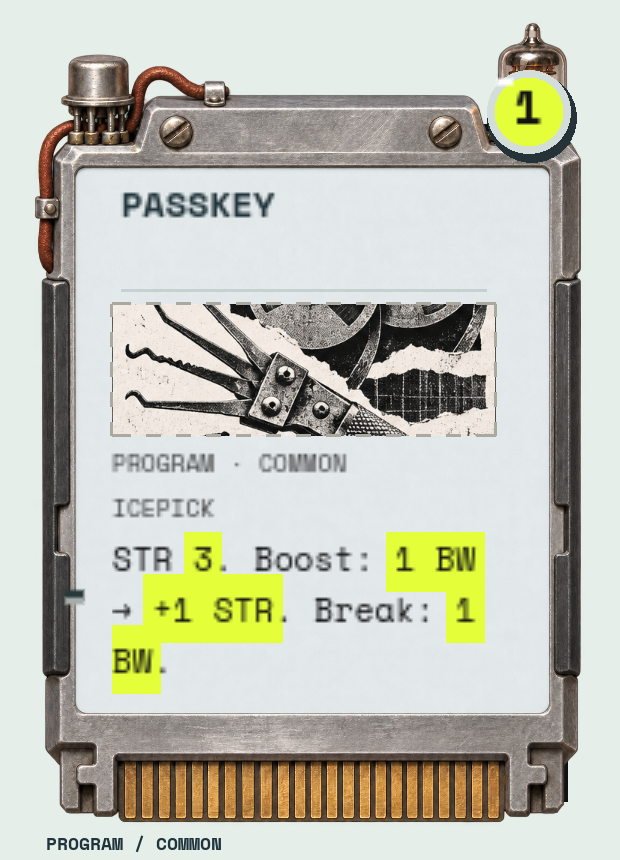 1
PASSKEY
PROGRAM · COMMON
ICEPICK
STR 3. Boost: 1 BW
→ +1 STR. Break: 1
BW.
PROGRAM / COMMON